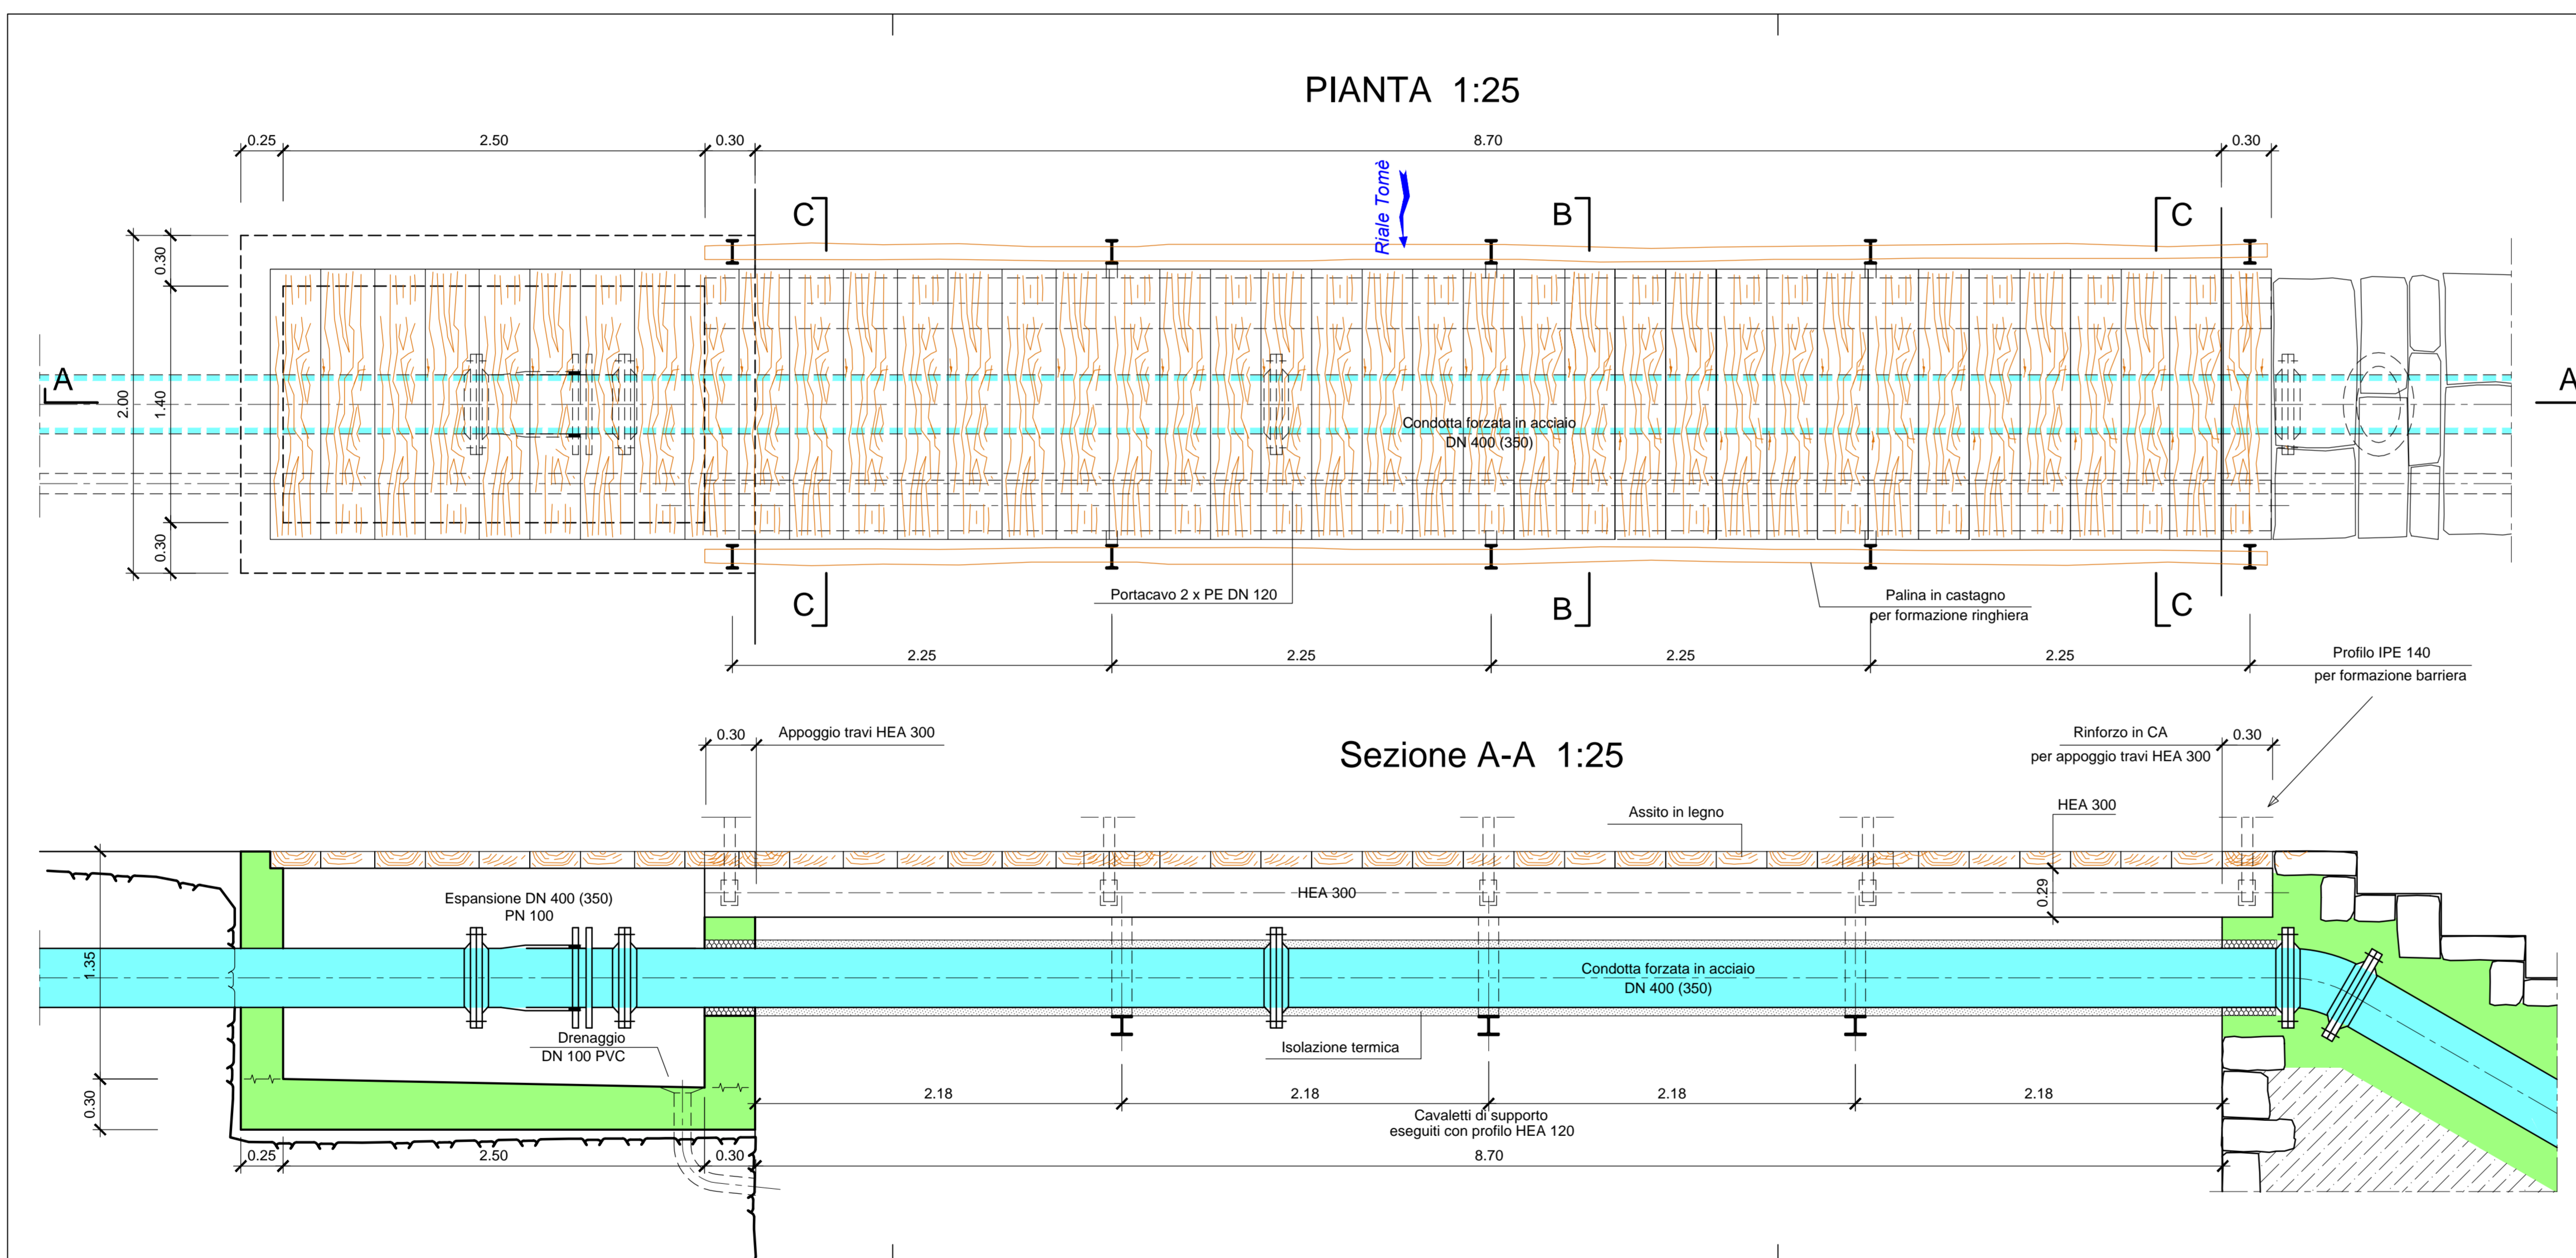 PIANTA 1:25
0.25
2.50
0.30
8.70
0.30
Riale Tomè
C
B
C
0.30
2.00
1.40
0.30
A
A
Condotta forzata in acciaio
DN 400 (350)
C
Portacavo 2 x PE DN 120
B
Palina in castagno
per formazione ringhiera
C
2.25
2.25
2.25
2.25
Profilo IPE 140
per formazione barriera
0.30
Appoggio travi HEA 300
Sezione A-A 1:25
Rinforzo in CA
per appoggio travi HEA 300
0.30
Assito in legno
HEA 300
Espansione DN 400 (350)
PN 100
HEA 300
0.29
1.35
Condotta forzata in acciaio
DN 400 (350)
Drenaggio
DN 100 PVC
Isolazione termica
0.30
2.18
2.18
2.18
2.18
Cavaletti di supporto
eseguiti con profilo HEA 120
0.25
2.50
0.30
8.70